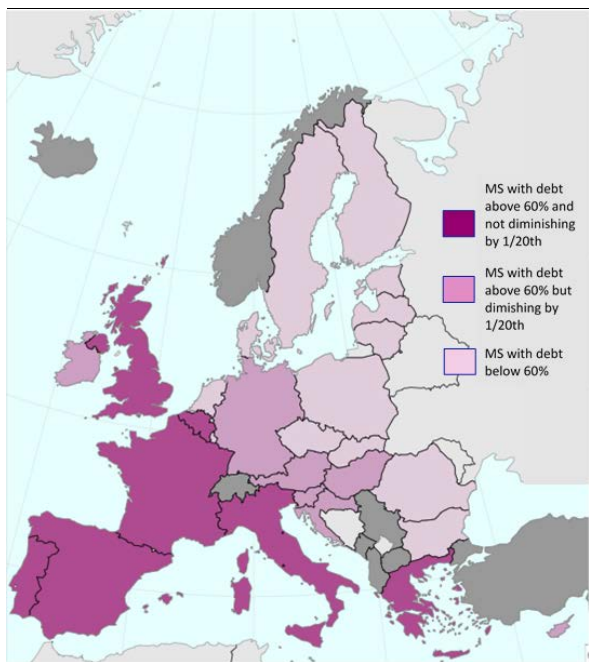 MS with debt
above 60% and
not diminishing
by 1/20th
MS with debt
above 60% but
dimishing by
1/20th
MS with debt
below 60%